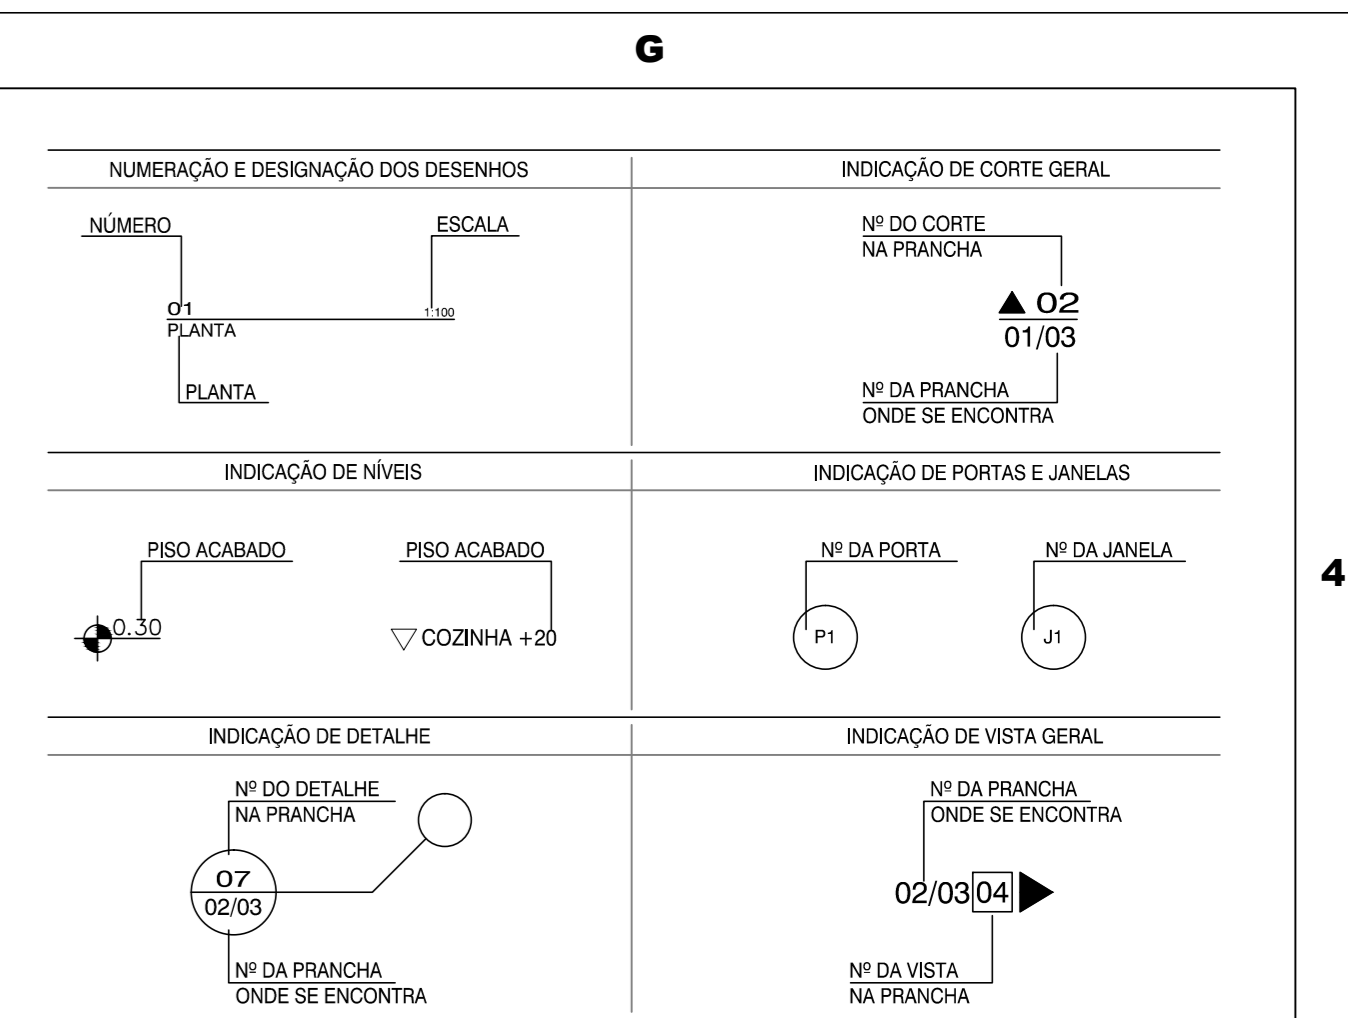 G
NUMERAÇÃO E DESIGNAÇÃO DOS DESENHOS
INDICAÇÃO DE CORTE GERAL
NÚMERO
ESCALA
01
1:100
PLANTA
PLANTA
Nº DO CORTE
NA PRANCHA
02
01/03
Nº DA PRANCHA
ONDE SE ENCONTRA
INDICAÇÃO DE NÍVEIS
INDICAÇÃO DE PORTAS E JANELAS
PISO ACABADO
PISO ACABADO
0.30
COZINHA +20
Nº DA PORTA
Nº DA JANELA
P1
J1
4
INDICAÇÃO DE DETALHE
INDICAÇÃO DE VISTA GERAL
Nº DO DETALHE
NA PRANCHA
07
02/03
Nº DA PRANCHA
ONDE SE ENCONTRA
Nº DA PRANCHA
ONDE SE ENCONTRA
02/03 04
Nº DA VISTA
NA PRANCHA